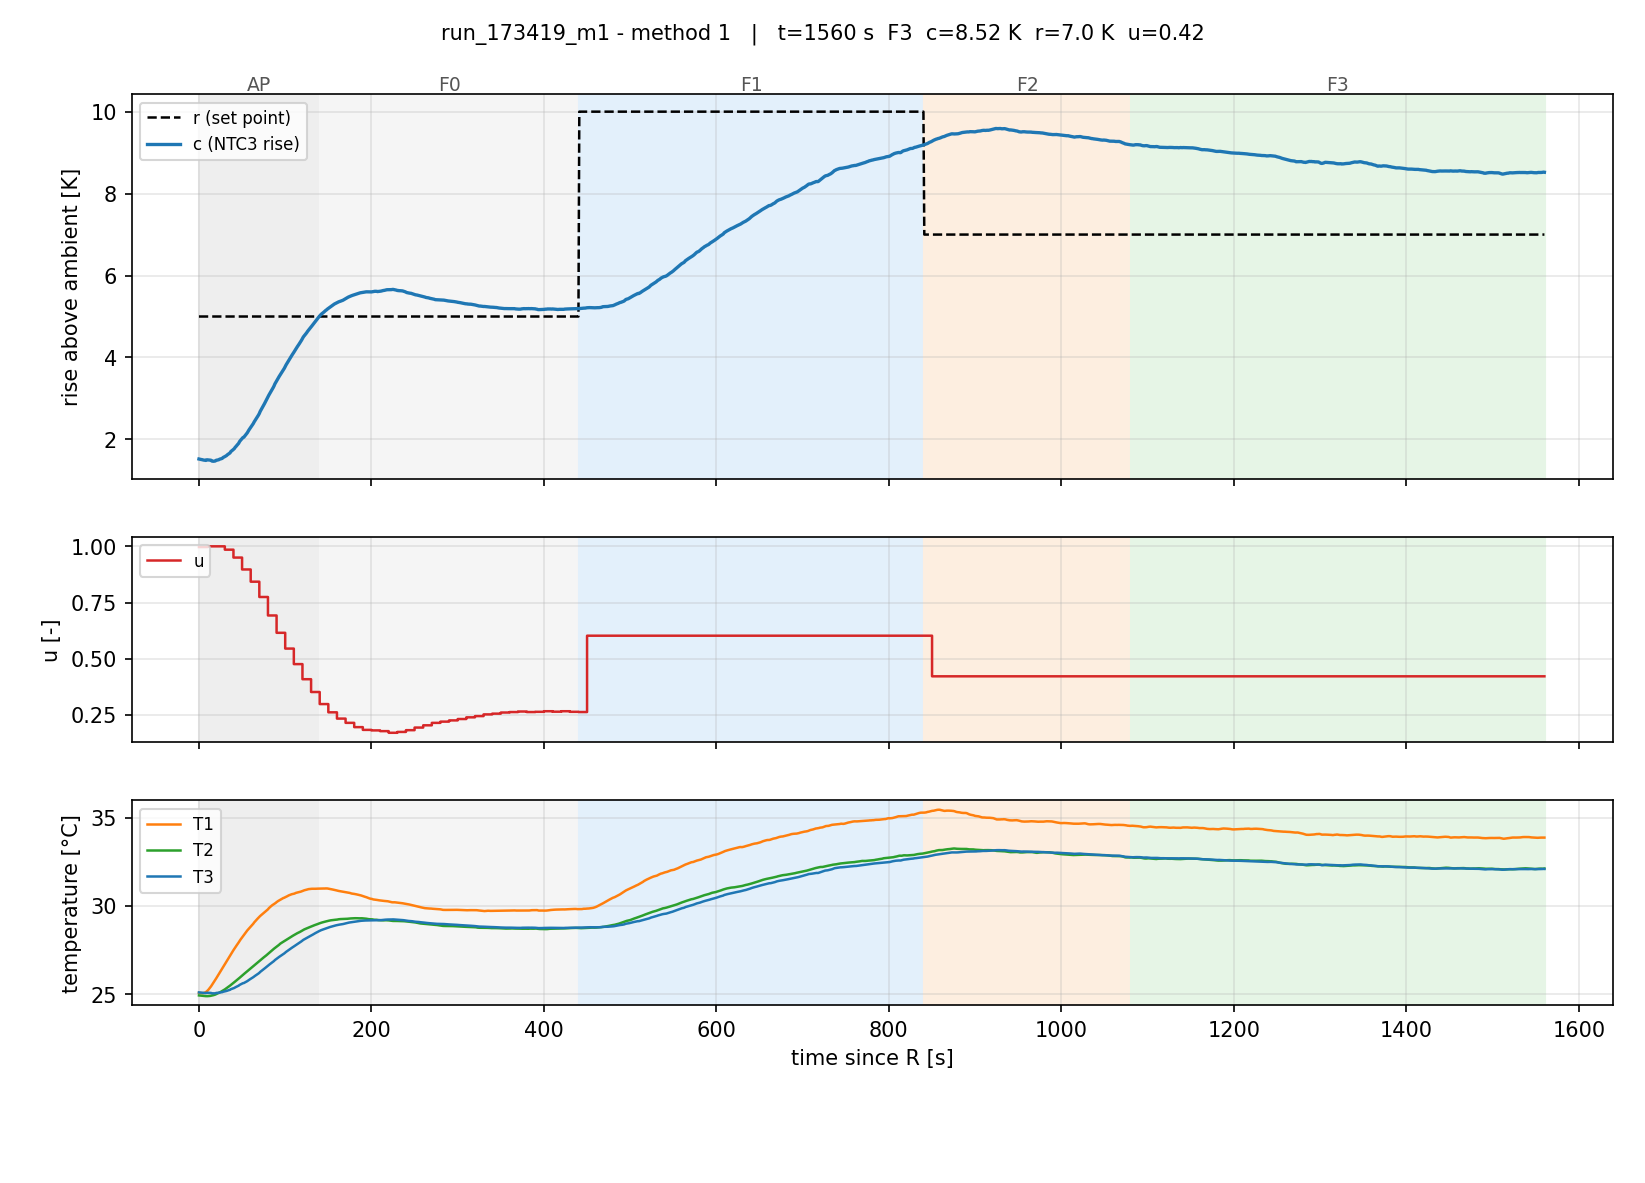 run_173419_m1 - method 1 | t=1560 s F3 c=8.52 K r=7.0 K u=0.42
AP F0 F1 F2 F3
r (set point)
c (NTC3 rise)
rise above ambient [K]
10
8
6
4
2
u
u [-]
1.00
0.75
0.50
0.25
T1
T2
T3
temperature [°C]
35
30
25
0 200 400 600 800 1000 1200 1400 1600
time since R [s]